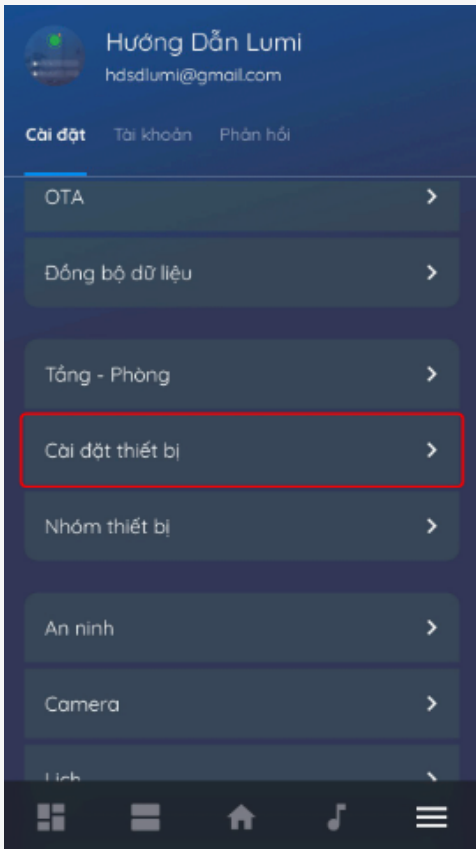 Hướng Dẫn Lumi
hdsdlumi@gmail.com
Cài đặt Tài khoản Phản hồi
OTA
Đồng bộ dữ liệu
Tầng - Phòng
Cài đặt thiết bị
Nhóm thiết bị
An ninh
Camera
Lịch